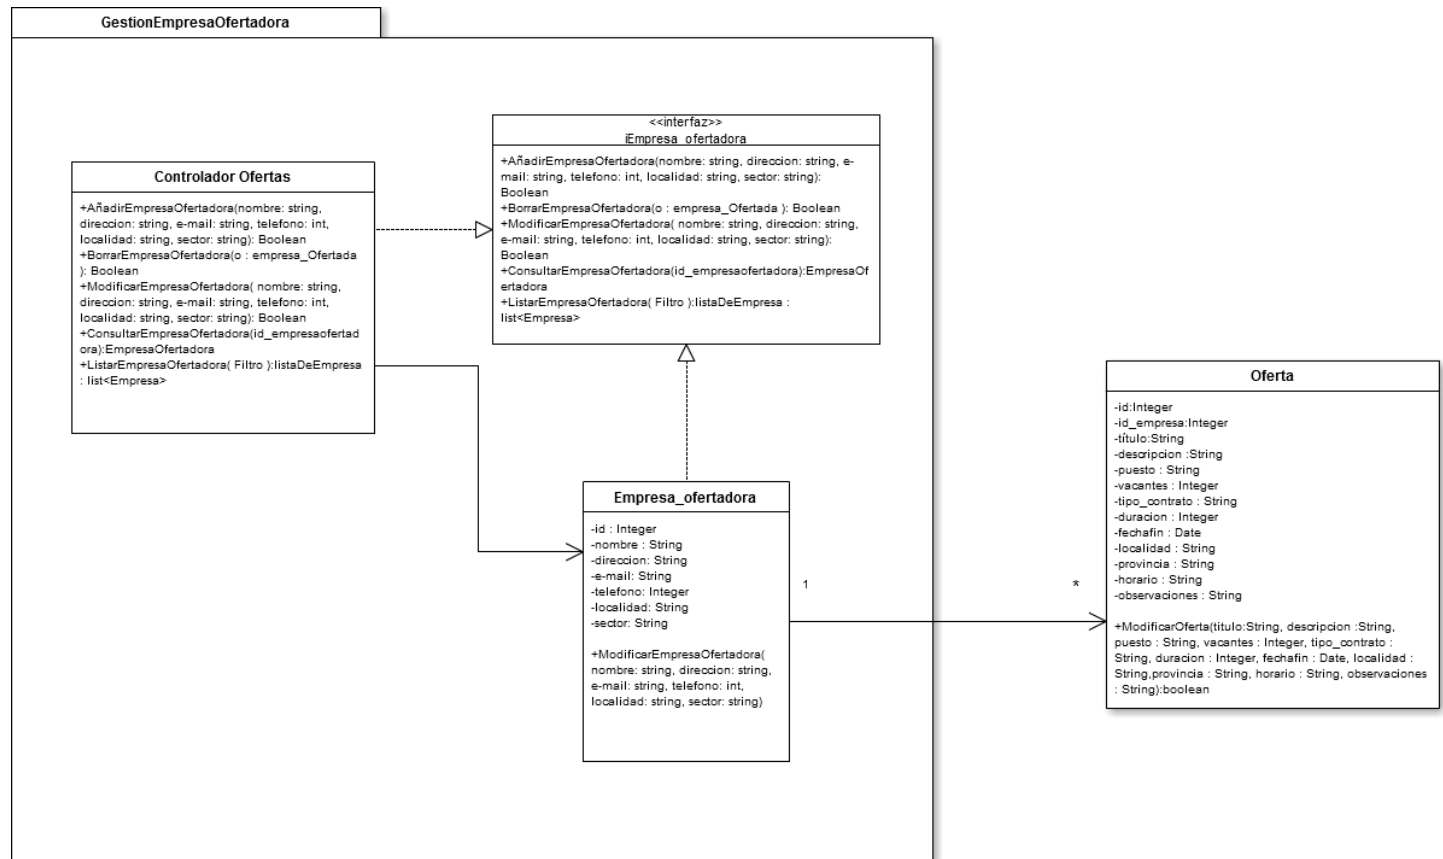 GestionEmpresaOfertadora
<<interfaz>>
iEmpresa_ofertadora
+AñadirEmpresaOfertadora(nombre: string, direccion: string, e-
mail: string, telefono: int, localidad: string, sector: string):
Boolean
+BorrarEmpresaOfertadora(o : empresa_Ofertada ): Boolean
+ModificarEmpresaOfertadora( nombre: string, direccion: string,
e-mail: string, telefono: int, localidad: string, sector: string):
Boolean
+ConsultarEmpresaOfertadora(id_empresaofertadora):EmpresaOf
ertadora
+ListarEmpresaOfertadora( Filtro ):listaDeEmpresa :
list<Empresa>
Controlador Ofertas
+AñadirEmpresaOfertadora(nombre: string,
direccion: string, e-mail: string, telefono: int,
localidad: string, sector: string): Boolean
+BorrarEmpresaOfertadora(o : empresa_Ofertada
): Boolean
+ModificarEmpresaOfertadora( nombre: string,
direccion: string, e-mail: string, telefono: int,
localidad: string, sector: string): Boolean
+ConsultarEmpresaOfertadora(id_empresaofertad
ora):EmpresaOfertadora
+ListarEmpresaOfertadora( Filtro ):listaDeEmpresa
: list<Empresa>
Empresa_ofertadora
-id : Integer
-nombre : String
-direccion: String
-e-mail: String
-telefono: Integer
-localidad: String
-sector: String
+ModificarEmpresaOfertadora(
nombre: string, direccion: string,
e-mail: string, telefono: int,
localidad: string, sector: string)
1
*
Oferta
-id:Integer
-id_empresa:Integer
-título:String
-descripcion :String
-puesto : String
-vacantes : Integer
-tipo_contrato : String
-duracion : Integer
-fechafin : Date
-localidad : String
-provincia : String
-horario : String
-observaciones : String
+ModificarOferta(titulo:String, descripcion :String,
puesto : String, vacantes : Integer, tipo_contrato :
String, duracion : Integer, fechafin : Date, localidad :
String,provincia : String, horario : String, observaciones
: String):boolean